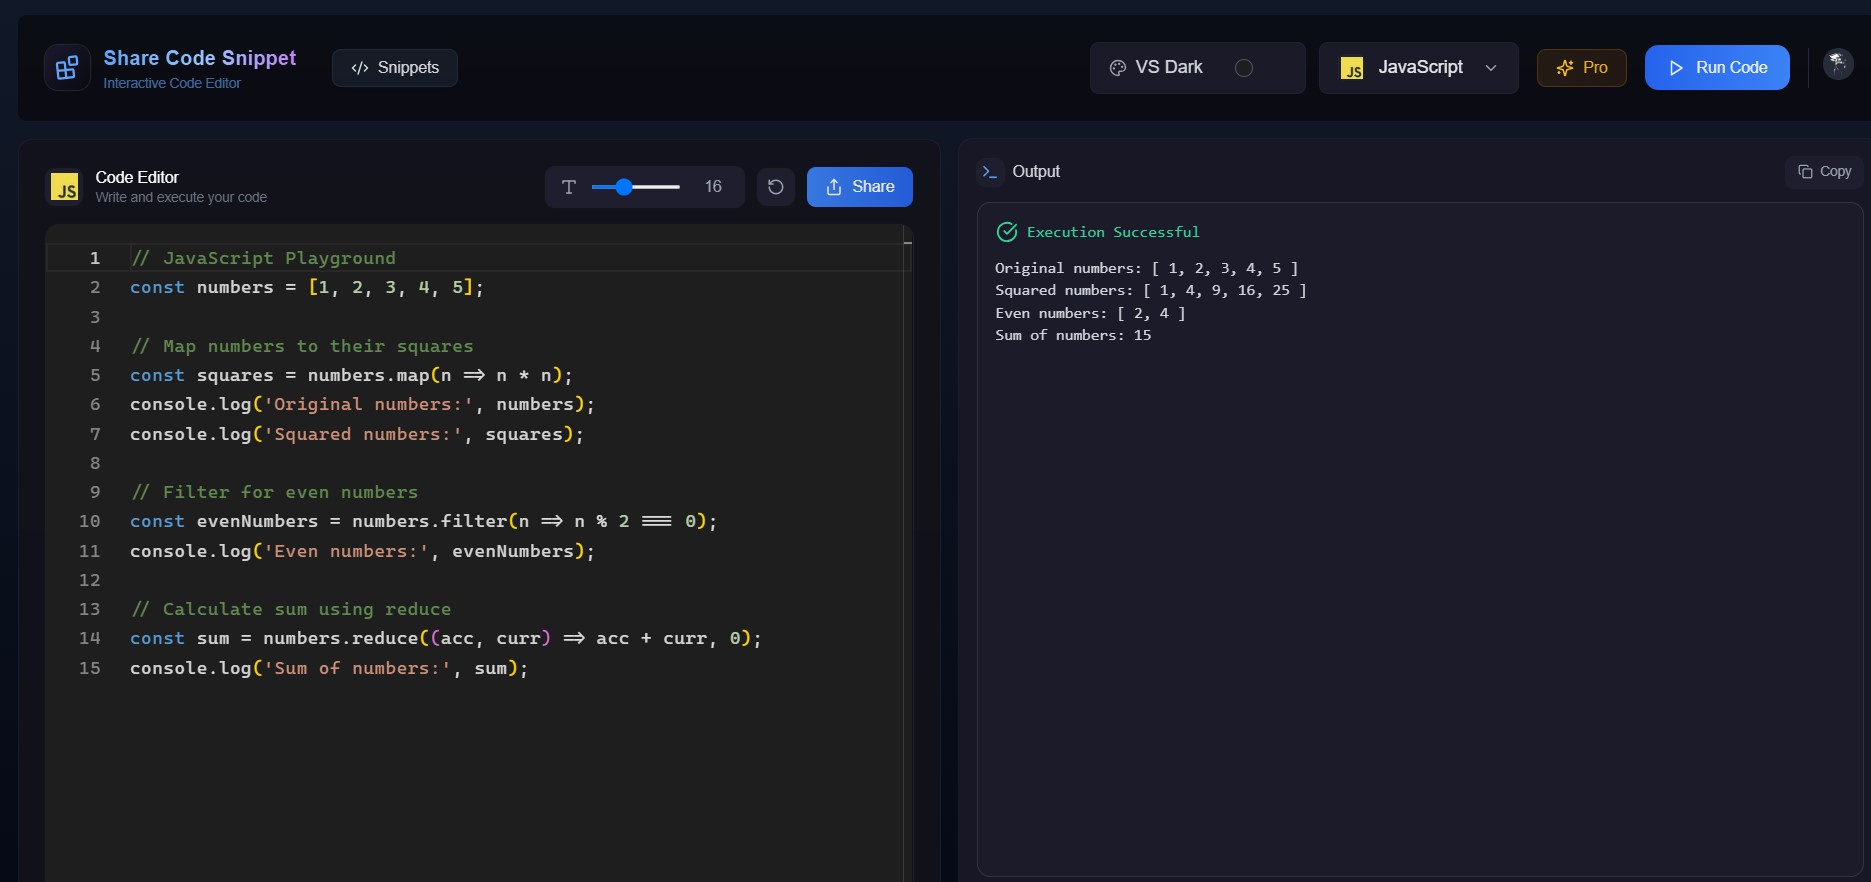 Share Code Snippet
Interactive Code Editor
</> Snippets
VS Dark
JS JavaScript
Pro
Run Code
JS
Code Editor
Write and execute your code
T 16
Share
1 // JavaScript Playground
2 const numbers = [1, 2, 3, 4, 5];
3
4 // Map numbers to their squares
5 const squares = numbers.map(n => n * n);
6 console.log('Original numbers:', numbers);
7 console.log('Squared numbers:', squares);
8
9 // Filter for even numbers
10 const evenNumbers = numbers.filter(n => n % 2 === 0);
11 console.log('Even numbers:', evenNumbers);
12
13 // Calculate sum using reduce
14 const sum = numbers.reduce((acc, curr) => acc + curr, 0);
15 console.log('Sum of numbers:', sum);
Output
Copy
Execution Successful
Original numbers: [ 1, 2, 3, 4, 5 ]
Squared numbers: [ 1, 4, 9, 16, 25 ]
Even numbers: [ 2, 4 ]
Sum of numbers: 15